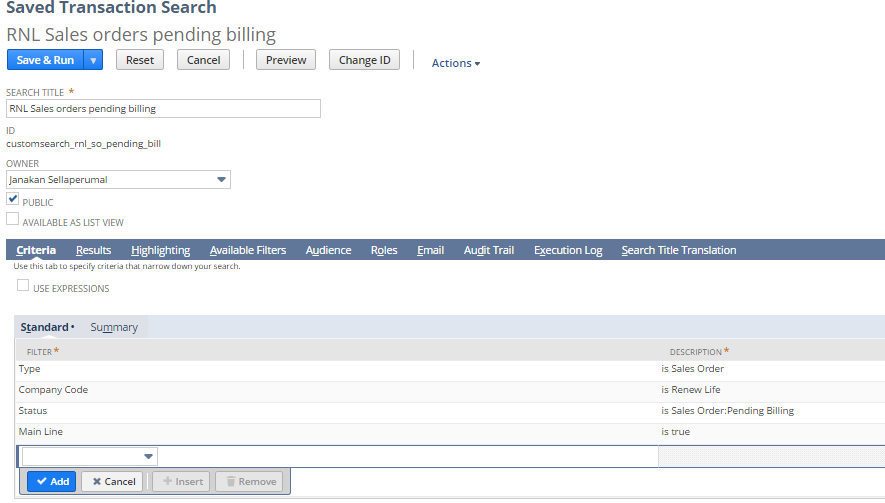 Saved Transaction Search
RNL Sales orders pending billing
Save & Run Reset Cancel Preview Change ID Actions
SEARCH TITLE *
RNL Sales orders pending billing
ID
customsearch_rnl_so_pending_bill
OWNER
Janakan Sellaperumal
PUBLIC
AVAILABLE AS LIST VIEW
Criteria Results Highlighting Available Filters Audience Roles Email Audit Trail Execution Log Search Title Translation
Use this tab to specify criteria that narrow down your search.
USE EXPRESSIONS
Standard • Summary
FILTER * DESCRIPTION *
Type is Sales Order
Company Code is Renew Life
Status is Sales Order:Pending Billing
Main Line is true
Add Cancel Insert Remove